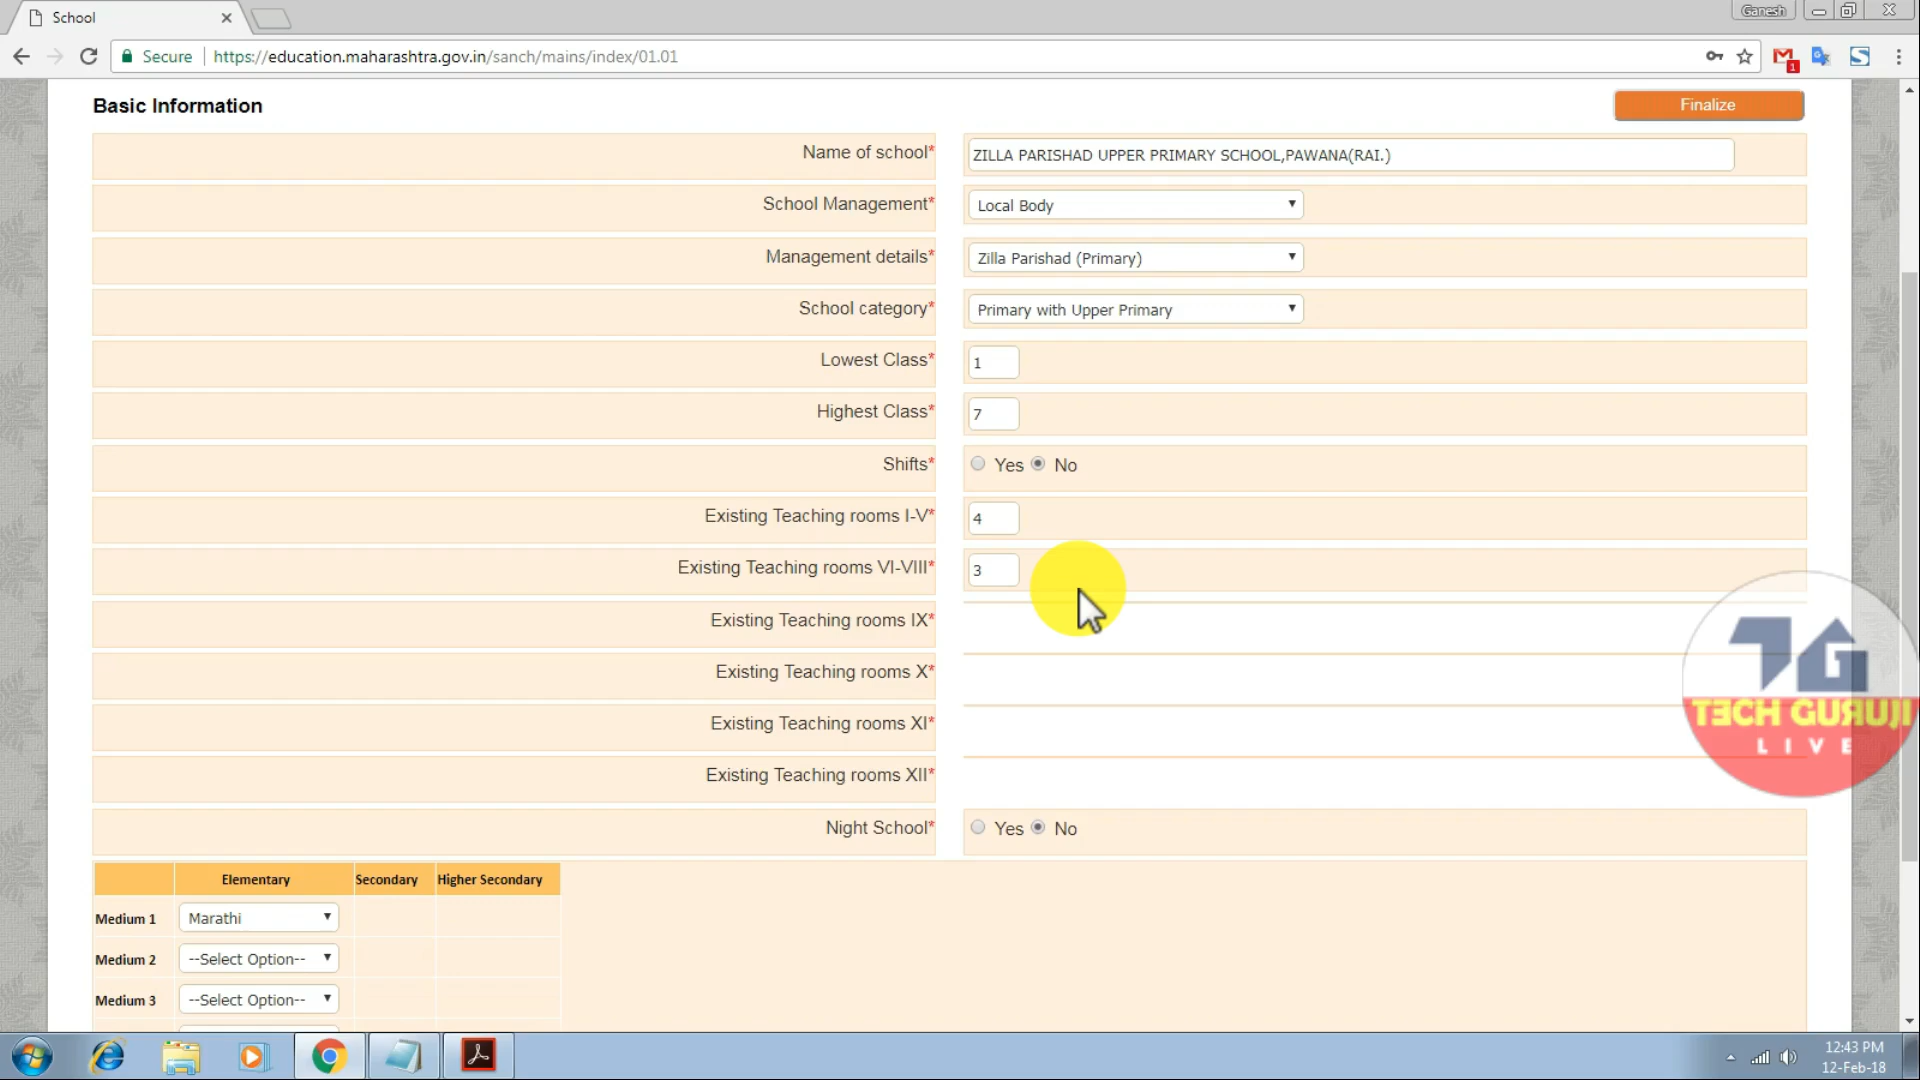 School
Ganesh
Secure https://education.maharashtra.gov.in/sanch/mains/index/01.01
1
Basic Information
Finalize
Name of school* ZILLA PARISHAD UPPER PRIMARY SCHOOL,PAWANA(RAI.)
School Management* Local Body
Management details* Zilla Parishad (Primary)
School category* Primary with Upper Primary
Lowest Class* 1
Highest Class* 7
Shifts* Yes No
Existing Teaching rooms I-V* 4
Existing Teaching rooms VI-VIII* 3
Existing Teaching rooms IX*
Existing Teaching rooms X*
Existing Teaching rooms XI*
Existing Teaching rooms XII*
Night School* Yes No
TG
TECH GURUJI
LIVE
Elementary Secondary Higher Secondary
Medium 1 Marathi
Medium 2 --Select Option--
Medium 3 --Select Option--
12:43 PM
12-Feb-18